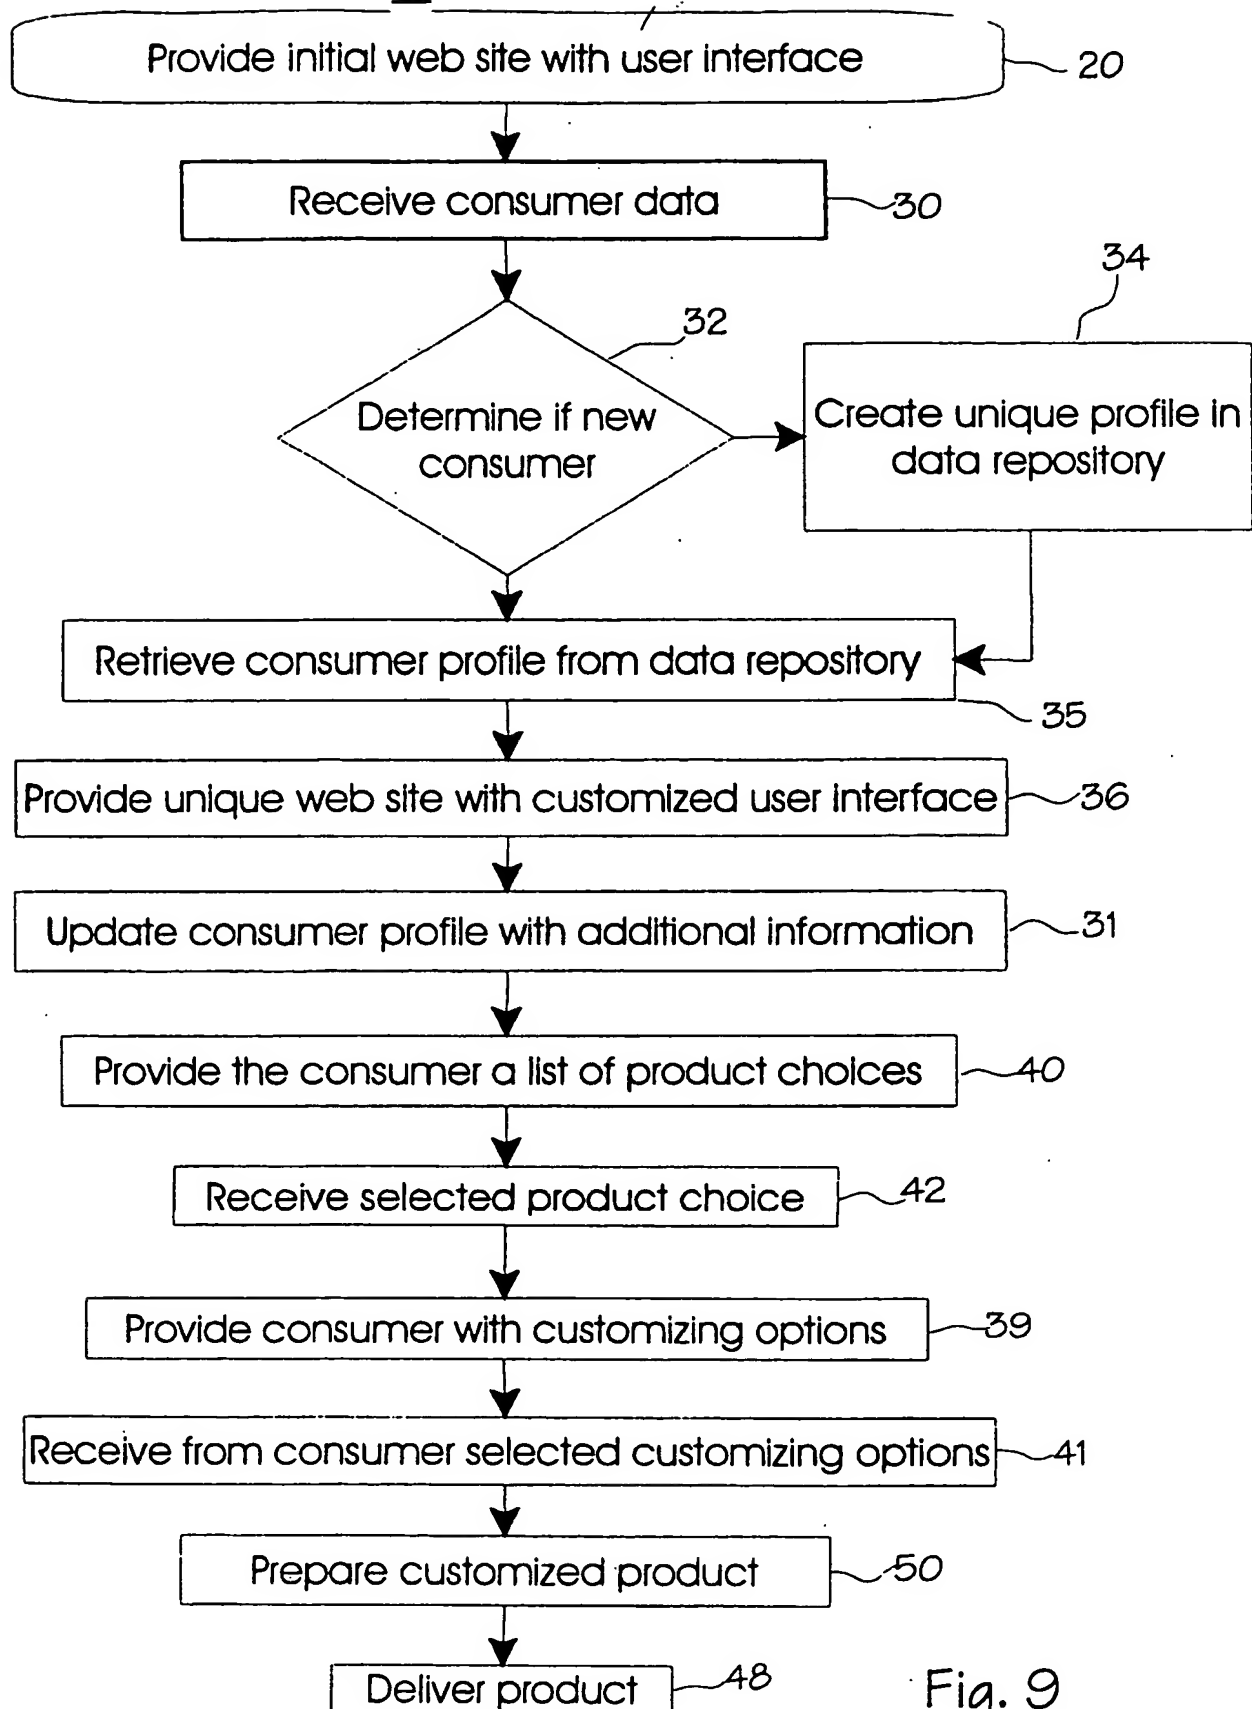 Provide initial web site with user interface
20
Receive consumer data
30
34
32
Determine if new
consumer
Create unique profile in
data repository
Retrieve consumer profile from data repository
35
Provide unique web site with customized user interface
36
Update consumer profile with additional information
31
Provide the consumer a list of product choices
40
Receive selected product choice
42
Provide consumer with customizing options
39
Receive from consumer selected customizing options
41
Prepare customized product
50
Deliver product
48
Fig. 9